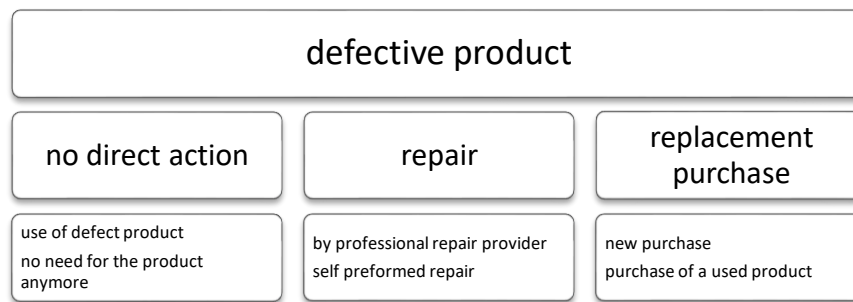 defective product
no direct action
repair
replacement
purchase
use of defect product
no need for the product
anymore
by professional repair provider
self preformed repair
new purchase
purchase of a used product